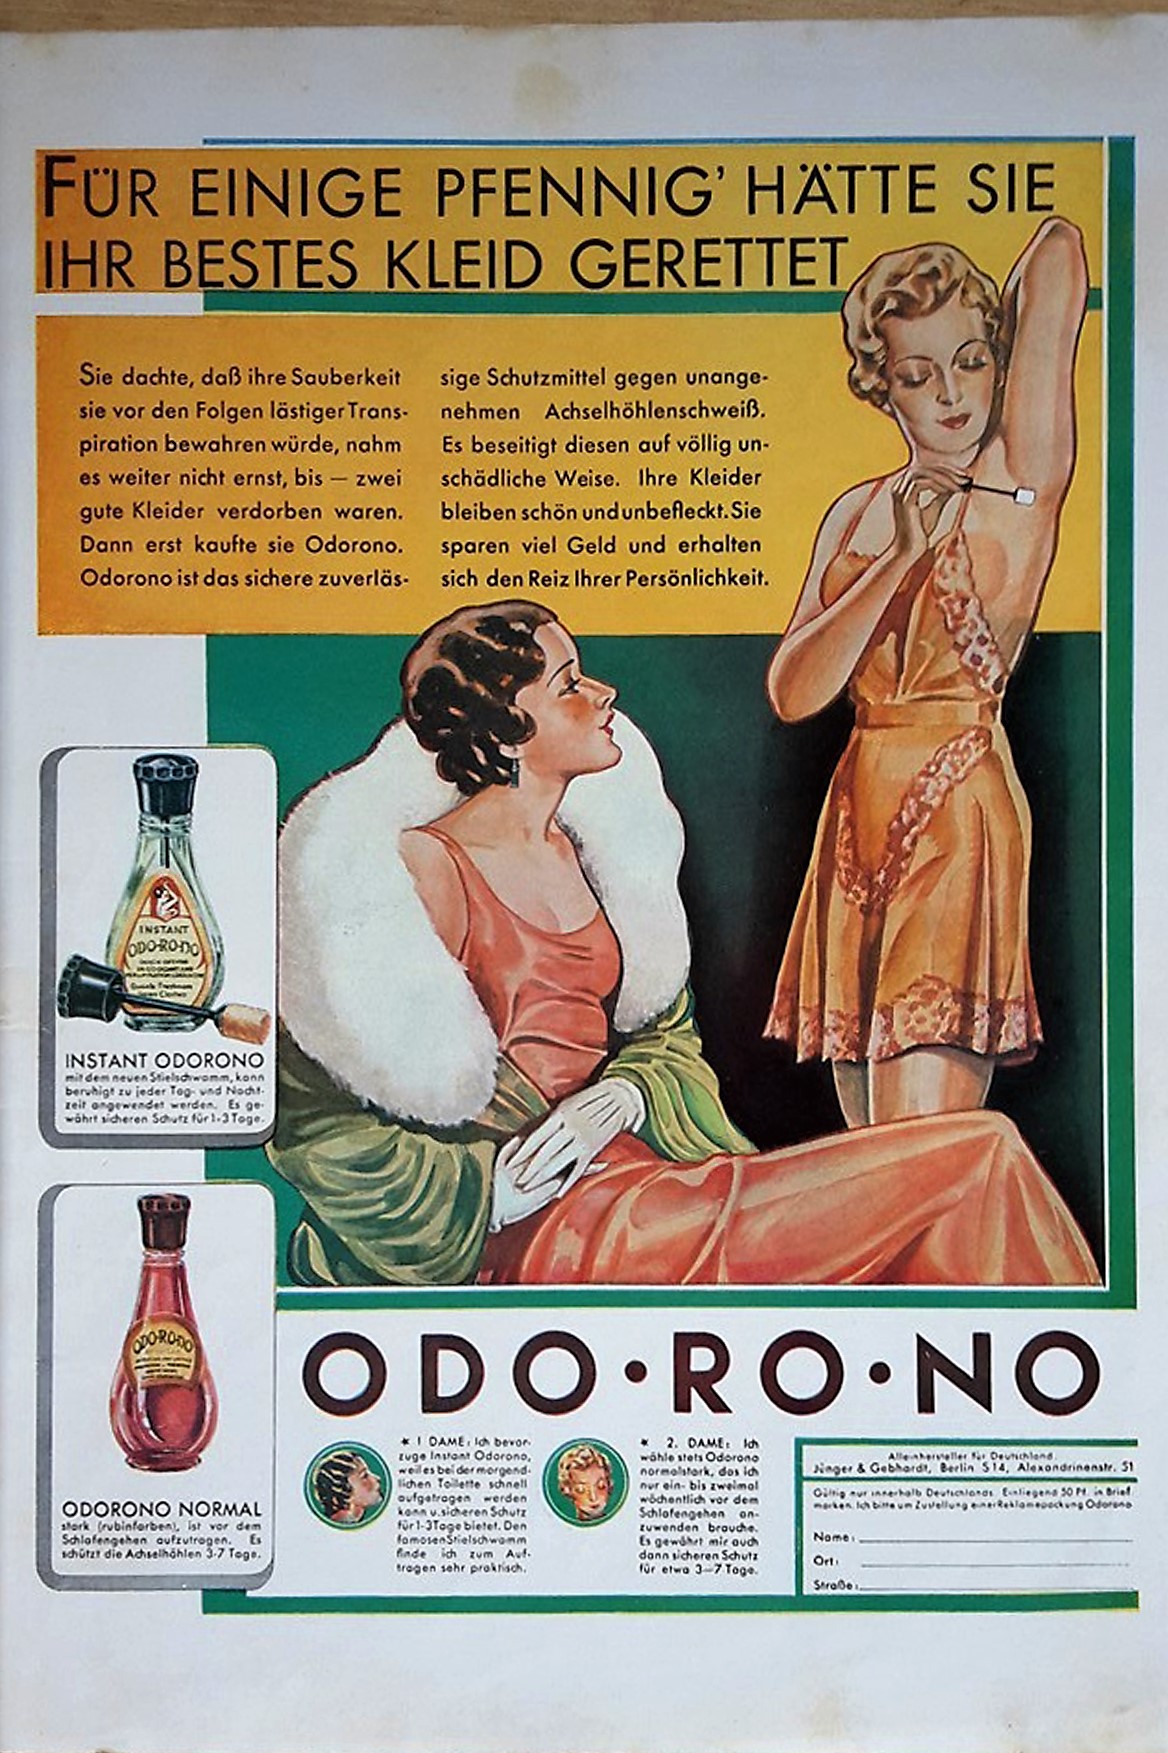 FÜR EINIGE PFENNIG' HÄTTE SIE
IHR BESTES KLEID GERETTET
Sie dachte, daß ihre Sauberkeit
sie vor den Folgen lästiger Trans-
piration bewahren würde, nahm
es weiter nicht ernst, bis — zwei
gute Kleider verdorben waren.
Dann erst kaufte sie Odorono.
Odorono ist das sichere zuverläs-
sige Schutzmittel gegen unange-
nehmen Achselhöhlenschweiß.
Es beseitigt diesen auf völlig un-
schädliche Weise. Ihre Kleider
bleiben schön und unbefleckt. Sie
sparen viel Geld und erhalten
sich den Reiz Ihrer Persönlichkeit.
INSTANT
ODO-RO-NO
INSTANT ODORONO
mit dem neuen Stielschwamm, kann
beruhigt zu jeder Tag- und Nacht-
zeit angewendet werden. Es ge-
währt sicheren Schutz für 1-3 Tage.
ODO-RO-NO
ODORONO NORMAL
stark (rubinfarben), ist vor dem
Schlafengehen aufzutragen. Es
schützt die Achselhöhlen 3-7 Tage.
ODO·RO·NO
* 1 DAME: Ich bevor-
zuge Instant Odorono,
weil es bei der morgend-
lichen Toilette schnell
aufgetragen werden
kann u. sicheren Schutz
für 1-3 Tage bietet. Den
famosen Stielschwamm
finde ich zum Auf-
tragen sehr praktisch.
* 2. DAME: Ich
wähle stets Odorono
normalstark, das ich
nur ein- bis zweimal
wöchentlich vor dem
Schlafengehen an-
zuwenden brauche.
Es gewährt mir auch
dann sicheren Schutz
für etwa 3—7 Tage.
Alleinhersteller für Deutschland.
Jünger & Gebhardt, Berlin S 14, Alexandrinenstr. 51
Gültig nur innerhalb Deutschlands. Einliegend 50 Pf. in Brief-
marken. Ich bitte um Zustellung einer Reklamepackung Odorono
Name:
Ort:
Straße: